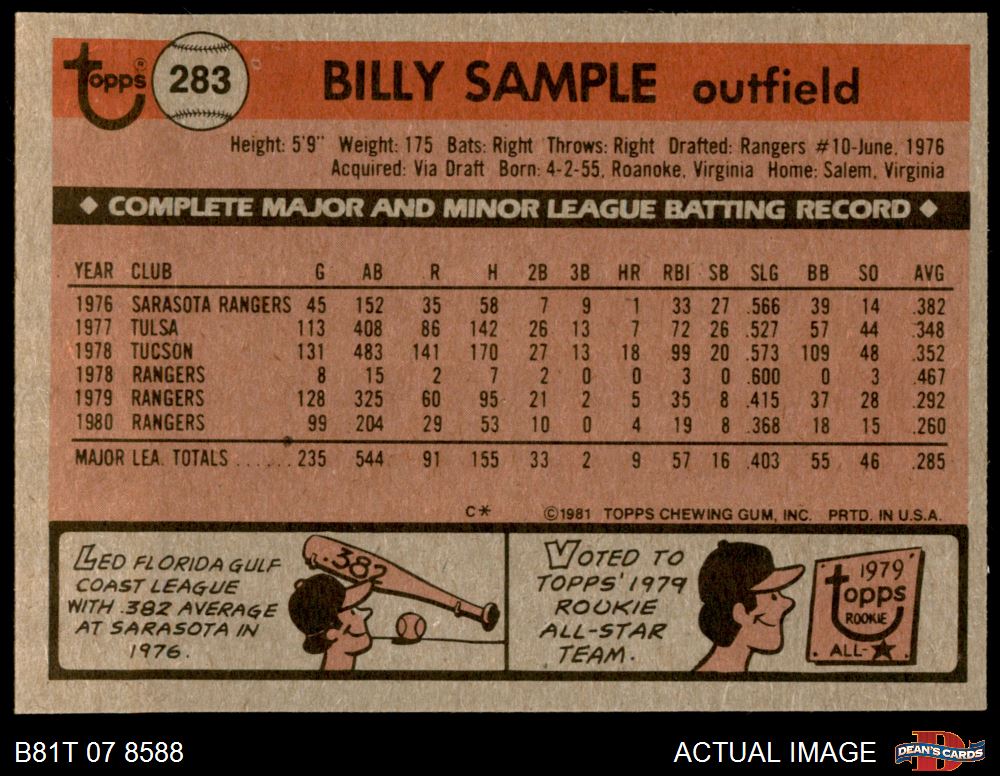 topps® 283 BILLY SAMPLE outfield
Height: 5'9" Weight: 175 Bats: Right Throws: Right Drafted: Rangers #10-June, 1976
Acquired: Via Draft Born: 4-2-55, Roanoke, Virginia Home: Salem, Virginia
◆ COMPLETE MAJOR AND MINOR LEAGUE BATTING RECORD ◆
YEAR CLUB G AB R H 2B 3B HR RBI SB SLG BB SO AVG
1976 SARASOTA RANGERS 45 152 35 58 7 9 1 33 27 .566 39 14 .382
1977 TULSA 113 408 86 142 26 13 7 72 26 .527 57 44 .348
1978 TUCSON 131 483 141 170 27 13 18 99 20 .573 109 48 .352
1978 RANGERS 8 15 2 7 2 0 0 3 0 .600 0 3 .467
1979 RANGERS 128 325 60 95 21 2 5 35 8 .415 37 28 .292
1980 RANGERS 99 204 29 53 10 0 4 19 8 .368 18 15 .260
MAJOR LEA. TOTALS ...... 235 544 91 155 33 2 9 57 16 .403 55 46 .285
C* ©1981 TOPPS CHEWING GUM, INC. PRTD. IN U.S.A.
LED FLORIDA GULF
COAST LEAGUE
WITH .382 AVERAGE
AT SARASOTA IN
1976.
.382
VOTED TO
TOPPS' 1979
ROOKIE
ALL-STAR
TEAM.
1979
topps
ROOKIE
ALL-★
B81T 07 8588 ACTUAL IMAGE DEAN'S CARDS